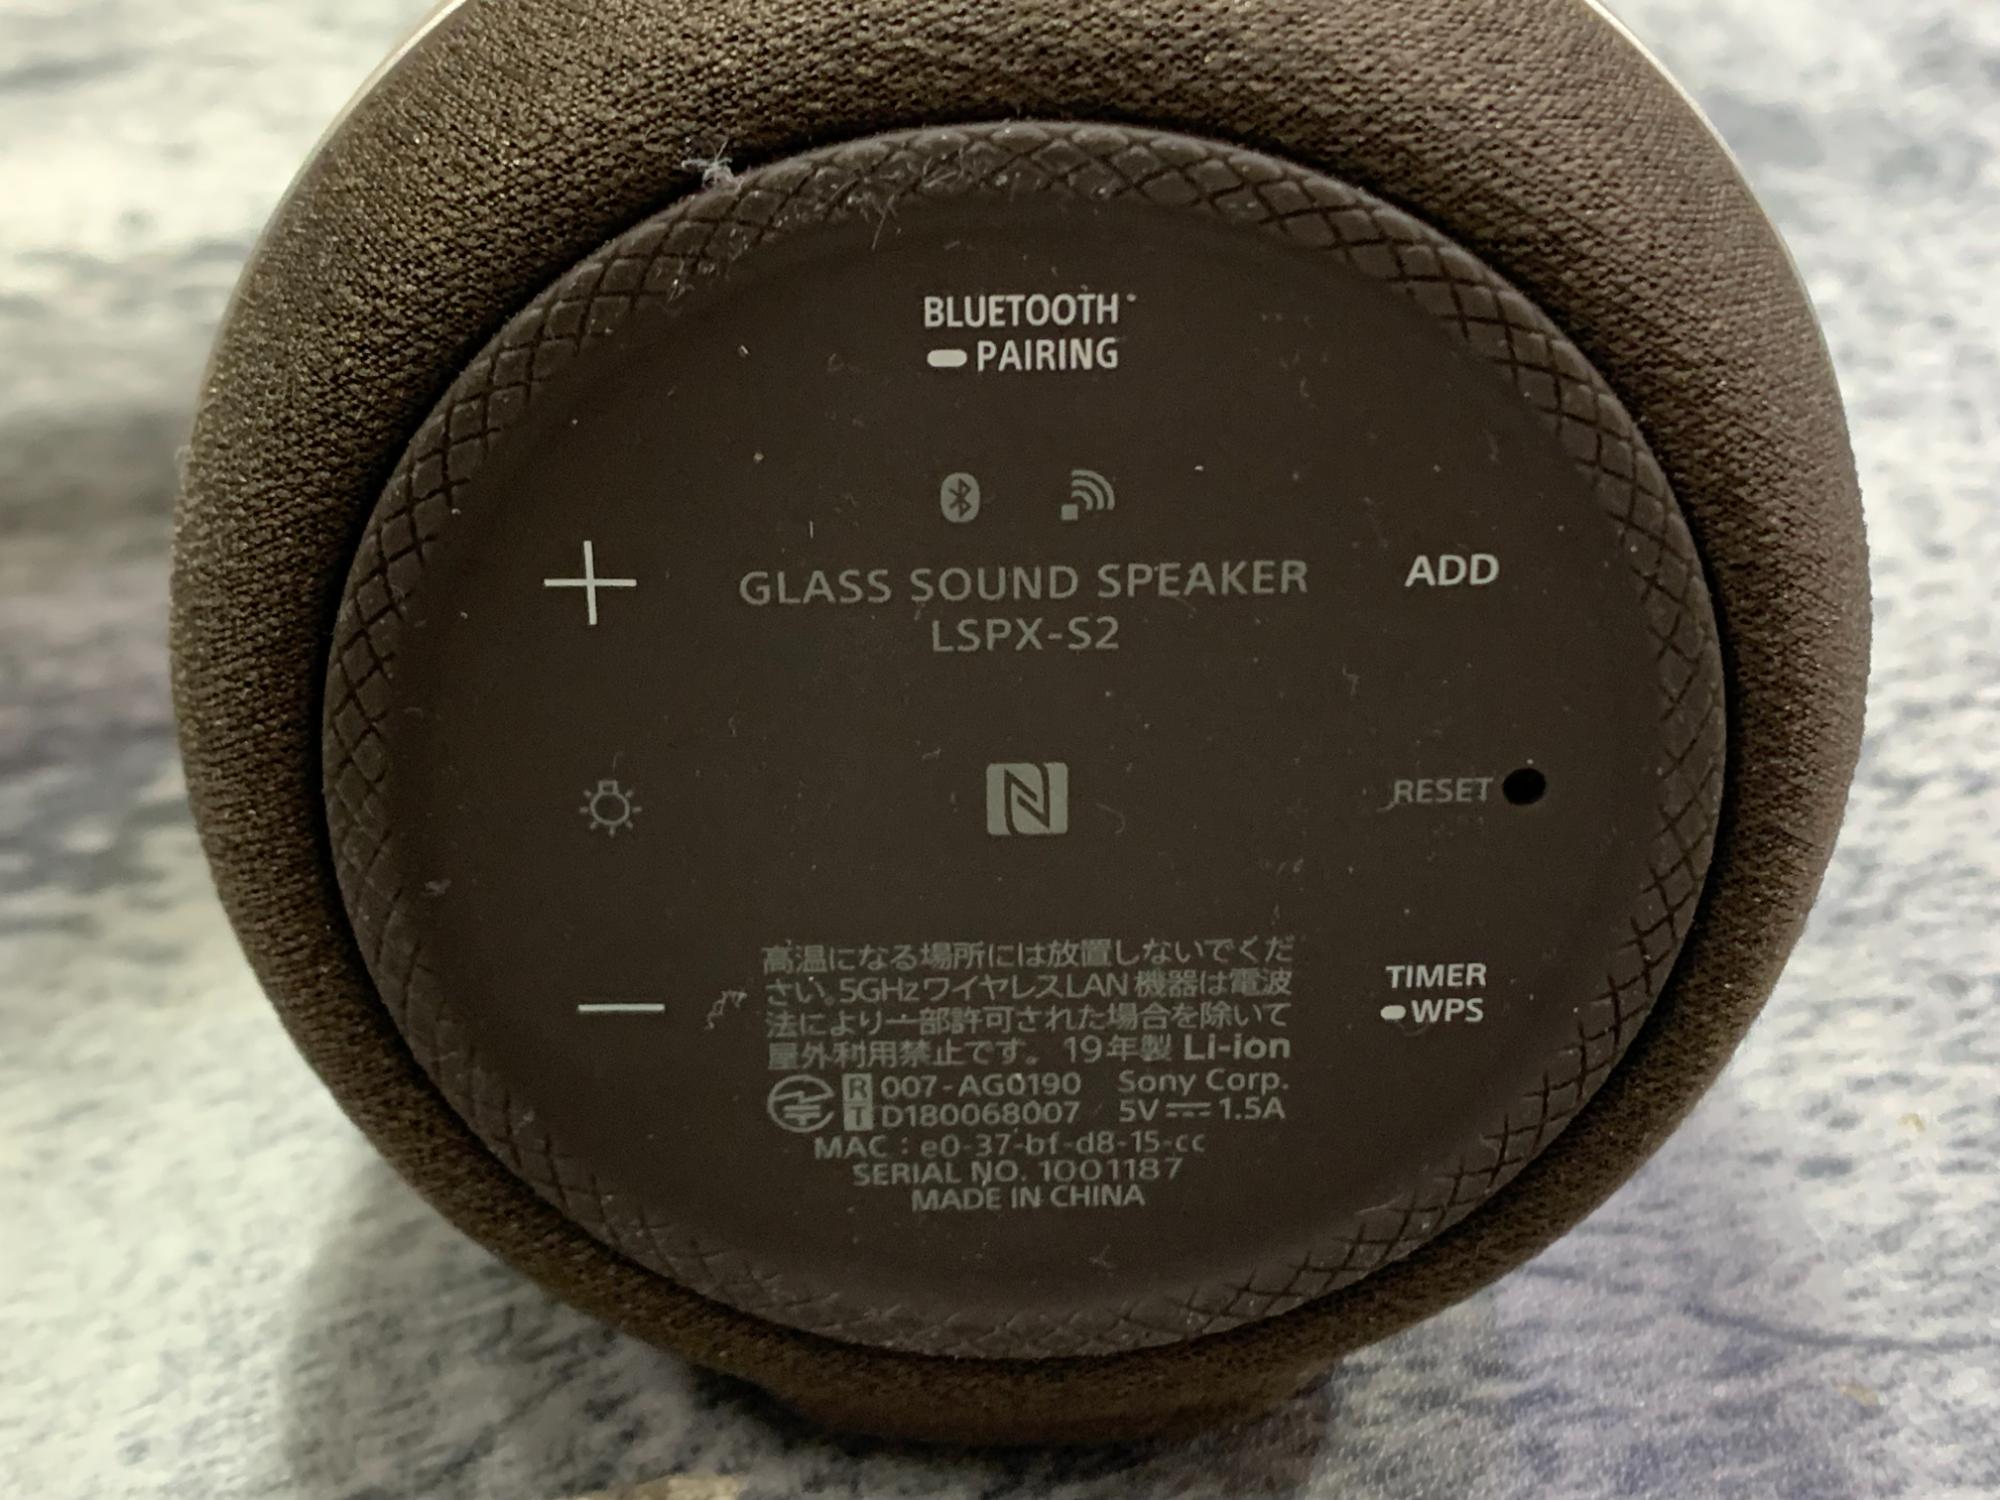 BLUETOOTH
PAIRING
GLASS SOUND SPEAKER
LSPX-S2
ADD
RESET
高温になる場所には放置しないでくだ
さい。5GHzワイヤレスLAN機器は電波
法により一部許可された場合を除いて
屋外利用禁止です。 19年製 Li-ion
R 007-AG0190 Sony Corp.
T D180068007 5V 1.5A
MAC : e0-37-bf-d8-15-cc
SERIAL NO. 1001187
MADE IN CHINA
TIMER
WPS